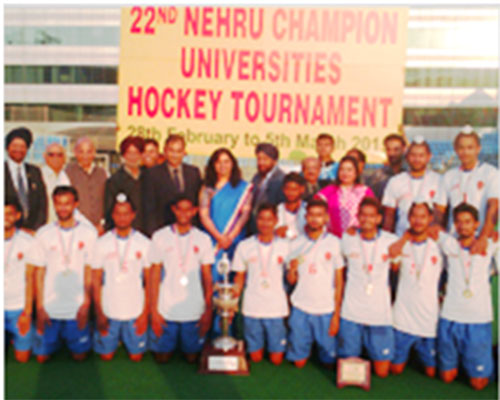 22ND NEHRU CHAMPION
UNIVERSITIES
HOCKEY TOURNAMENT
28th February to 5th March